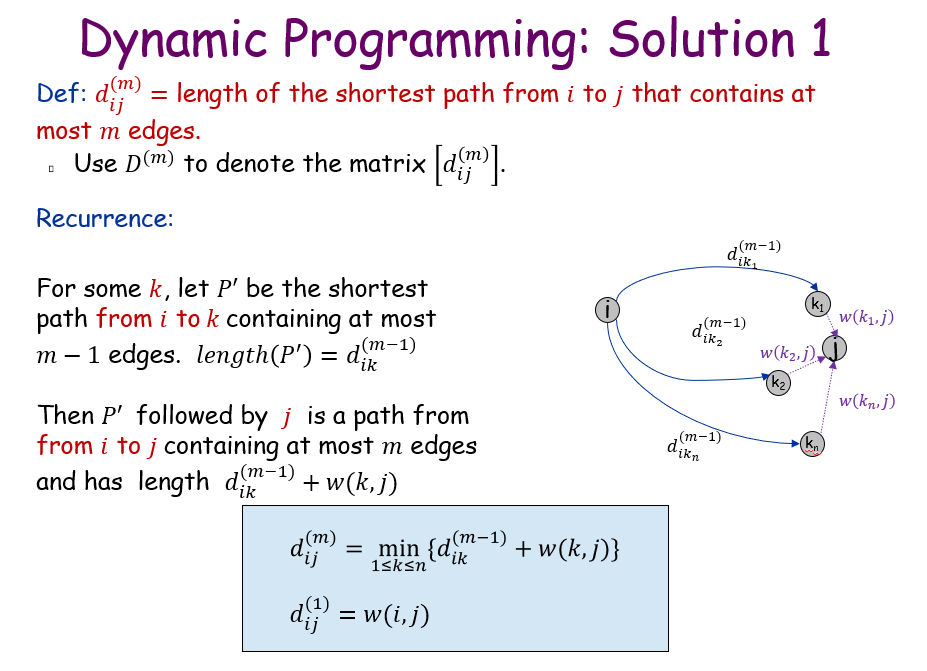 Dynamic Programming: Solution 1
Def: d_{ij}^{(m)} = length of the shortest path from i to j that contains at
most m edges.
▯ Use D^{(m)} to denote the matrix [d_{ij}^{(m)}].
Recurrence:
For some k, let P′ be the shortest
path from i to k containing at most
m − 1 edges. length(P′) = d_{ik}^{(m−1)}
Then P′ followed by j is a path from
from i to j containing at most m edges
and has length d_{ik}^{(m−1)} + w(k, j)
d_{ik_1}^{(m−1)}
i
k_1
w(k_1, j)
d_{ik_2}^{(m−1)}
w(k_2, j)
j
k_2
w(k_n, j)
d_{ik_n}^{(m−1)}
k_n
d_{ij}^{(m)} = min_{1≤k≤n} {d_{ik}^{(m−1)} + w(k, j)}
d_{ij}^{(1)} = w(i, j)